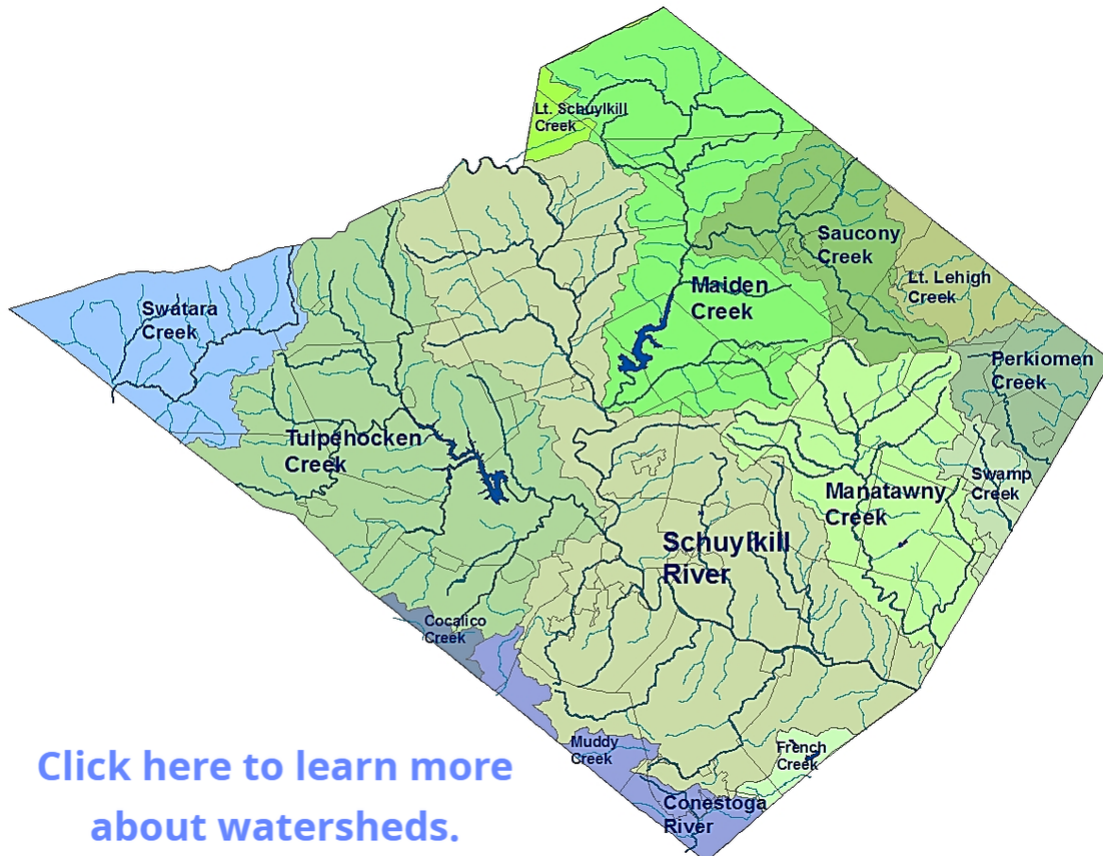 Lt. Schuylkill
Creek
Saucony
Creek
Lt. Lehigh
Creek
Maiden
Creek
Swatara
Creek
Perkiomen
Creek
Tulpehocken
Creek
Swamp
Creek
Manatawny
Creek
Schuylkill
River
Cocalico
Creek
Muddy
Creek
French
Creek
Conestoga
River
Click here to learn more
about watersheds.